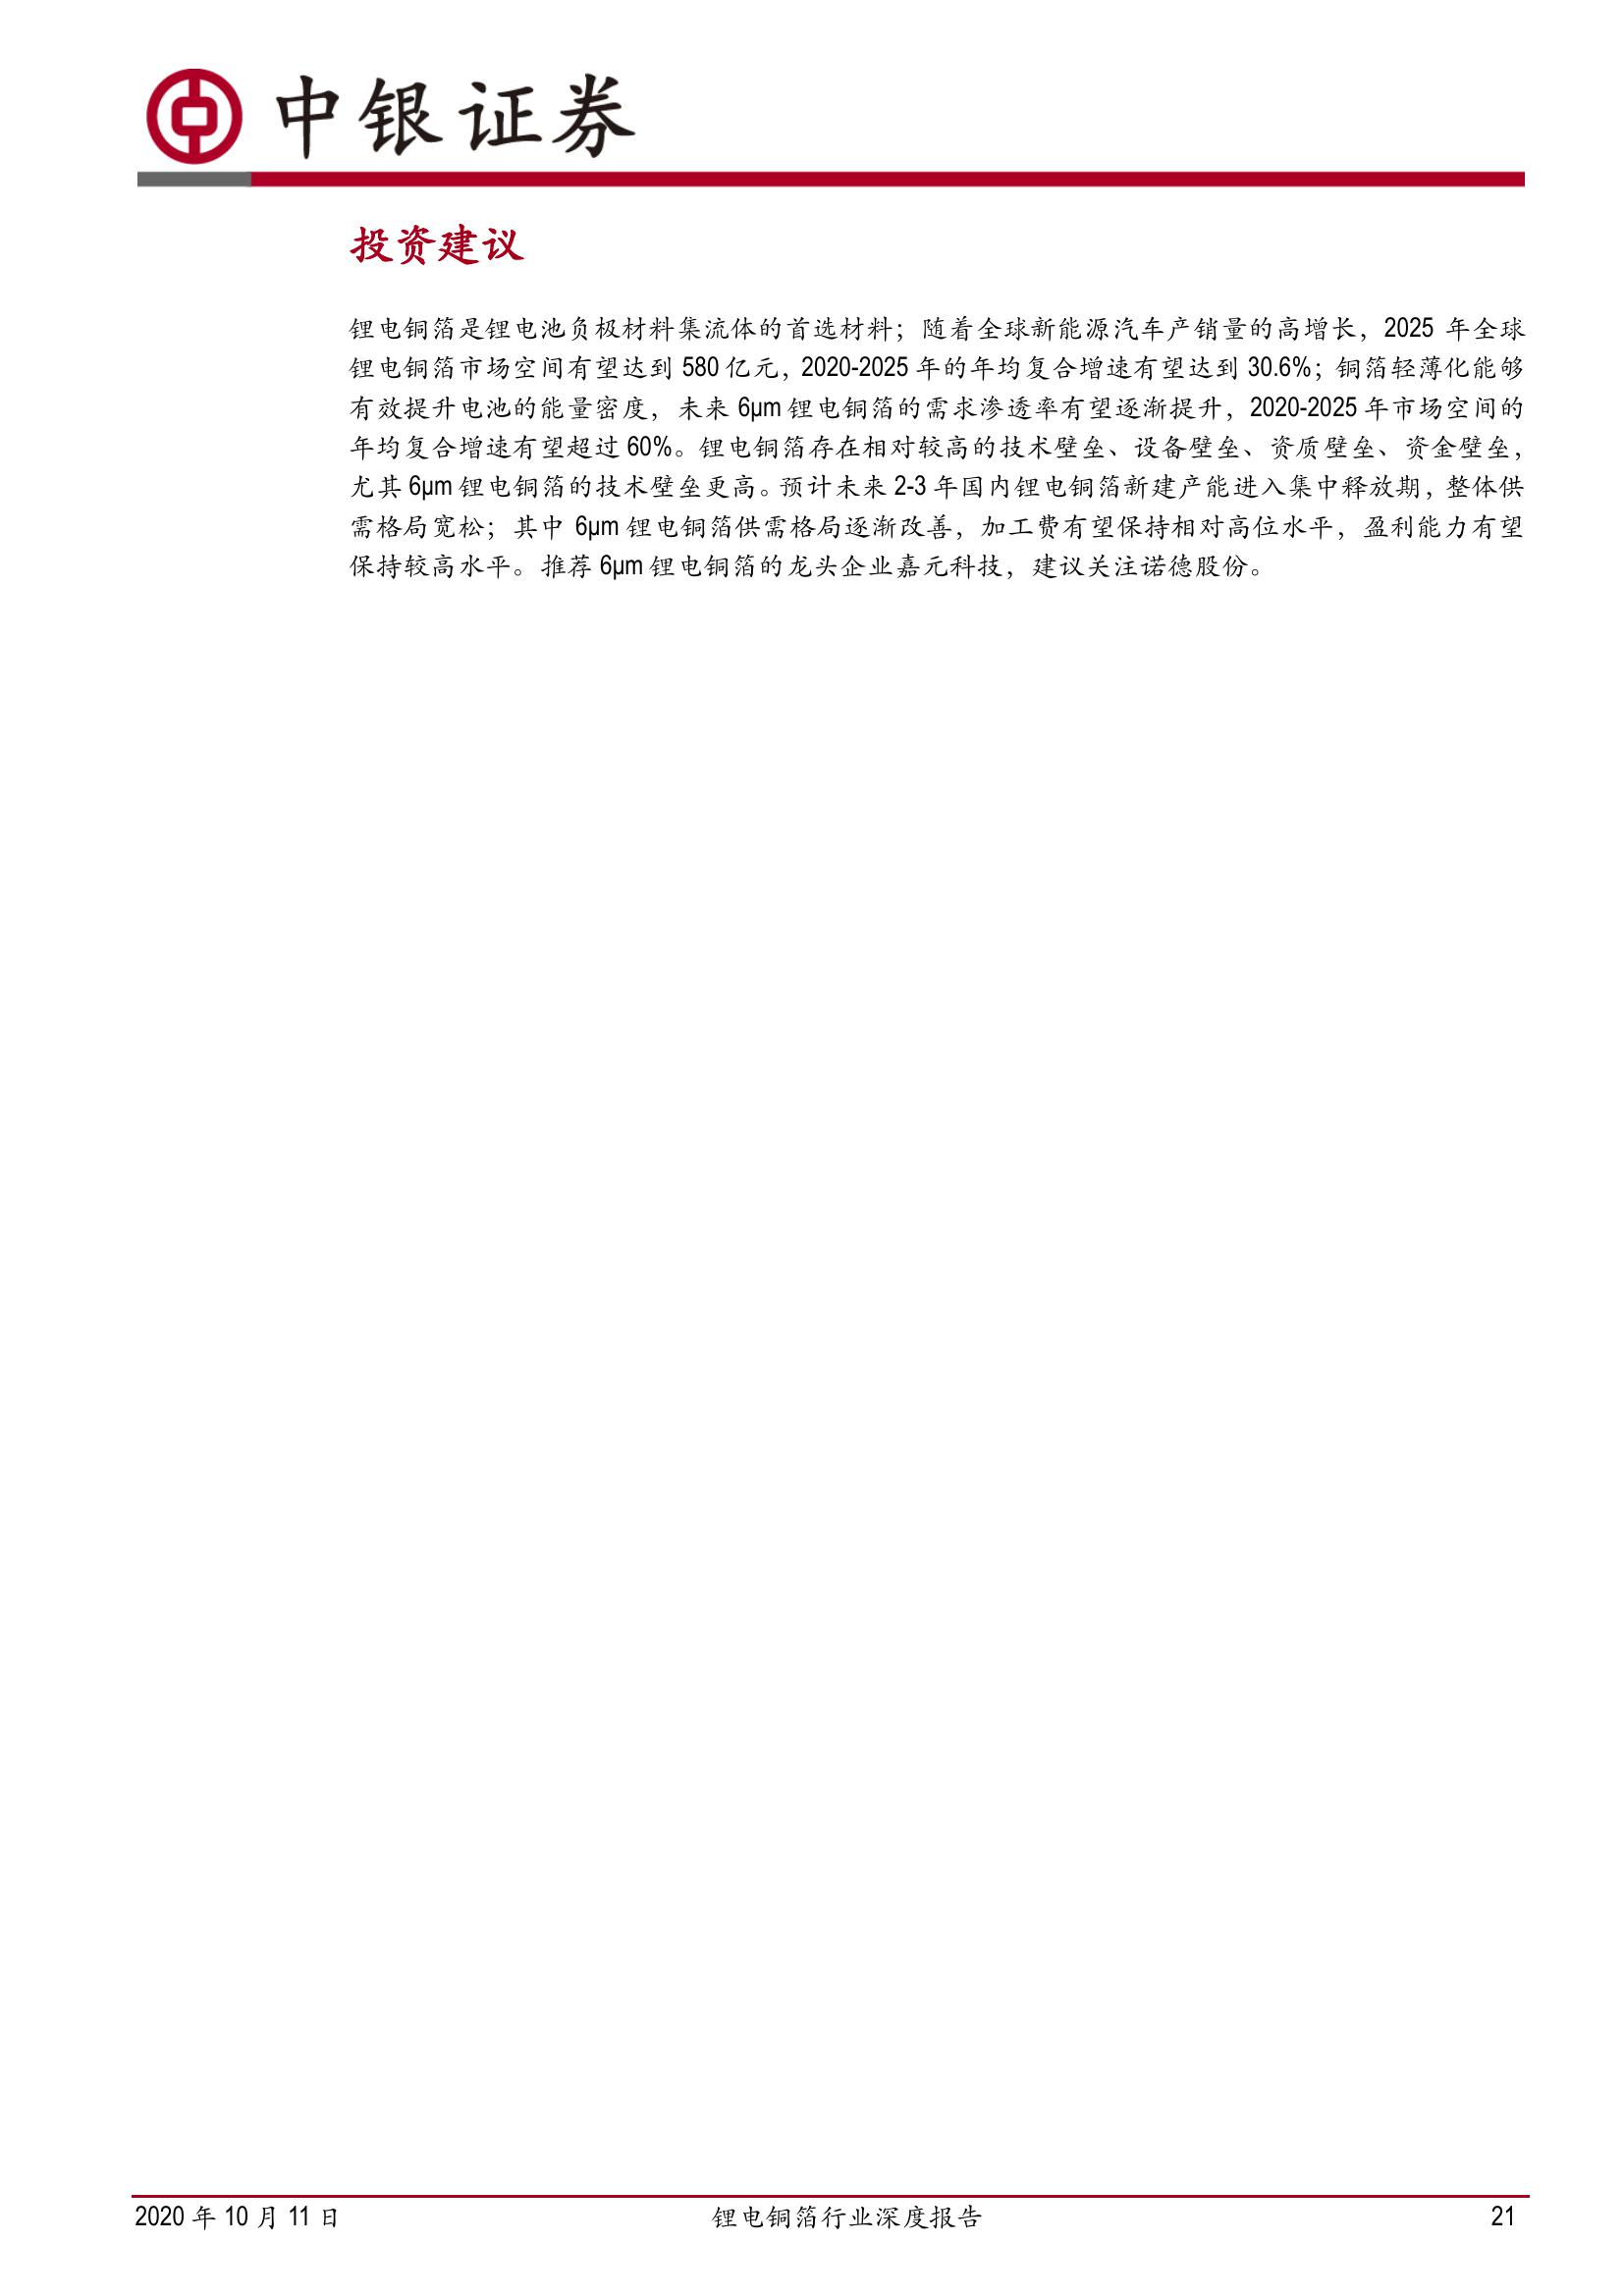 中银证券
投资建议
锂电铜箔是锂电池负极材料集流体的首选材料；随着全球新能源汽车产销量的高增长，2025 年全球
锂电铜箔市场空间有望达到 580 亿元，2020-2025 年的年均复合增速有望达到 30.6%；铜箔轻薄化能够
有效提升电池的能量密度，未来 6μm 锂电铜箔的需求渗透率有望逐渐提升，2020-2025 年市场空间的
年均复合增速有望超过 60%。锂电铜箔存在相对较高的技术壁垒、设备壁垒、资质壁垒、资金壁垒，
尤其 6μm 锂电铜箔的技术壁垒更高。预计未来 2-3 年国内锂电铜箔新建产能进入集中释放期，整体供
需格局宽松；其中 6μm 锂电铜箔供需格局逐渐改善，加工费有望保持相对高位水平，盈利能力有望
保持较高水平。推荐 6μm 锂电铜箔的龙头企业嘉元科技，建议关注诺德股份。
2020 年 10 月 11 日 锂电铜箔行业深度报告 21